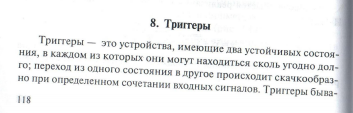 8. Триггеры
Триггеры — это устройства, имеющие два устойчивых состоя-
ния, в каждом из которых они могут находиться сколь угодно дол-
го; переход из одного состояния в другое происходит скачкообраз-
но при определенном сочетании входных сигналов. Триггеры быва-
118